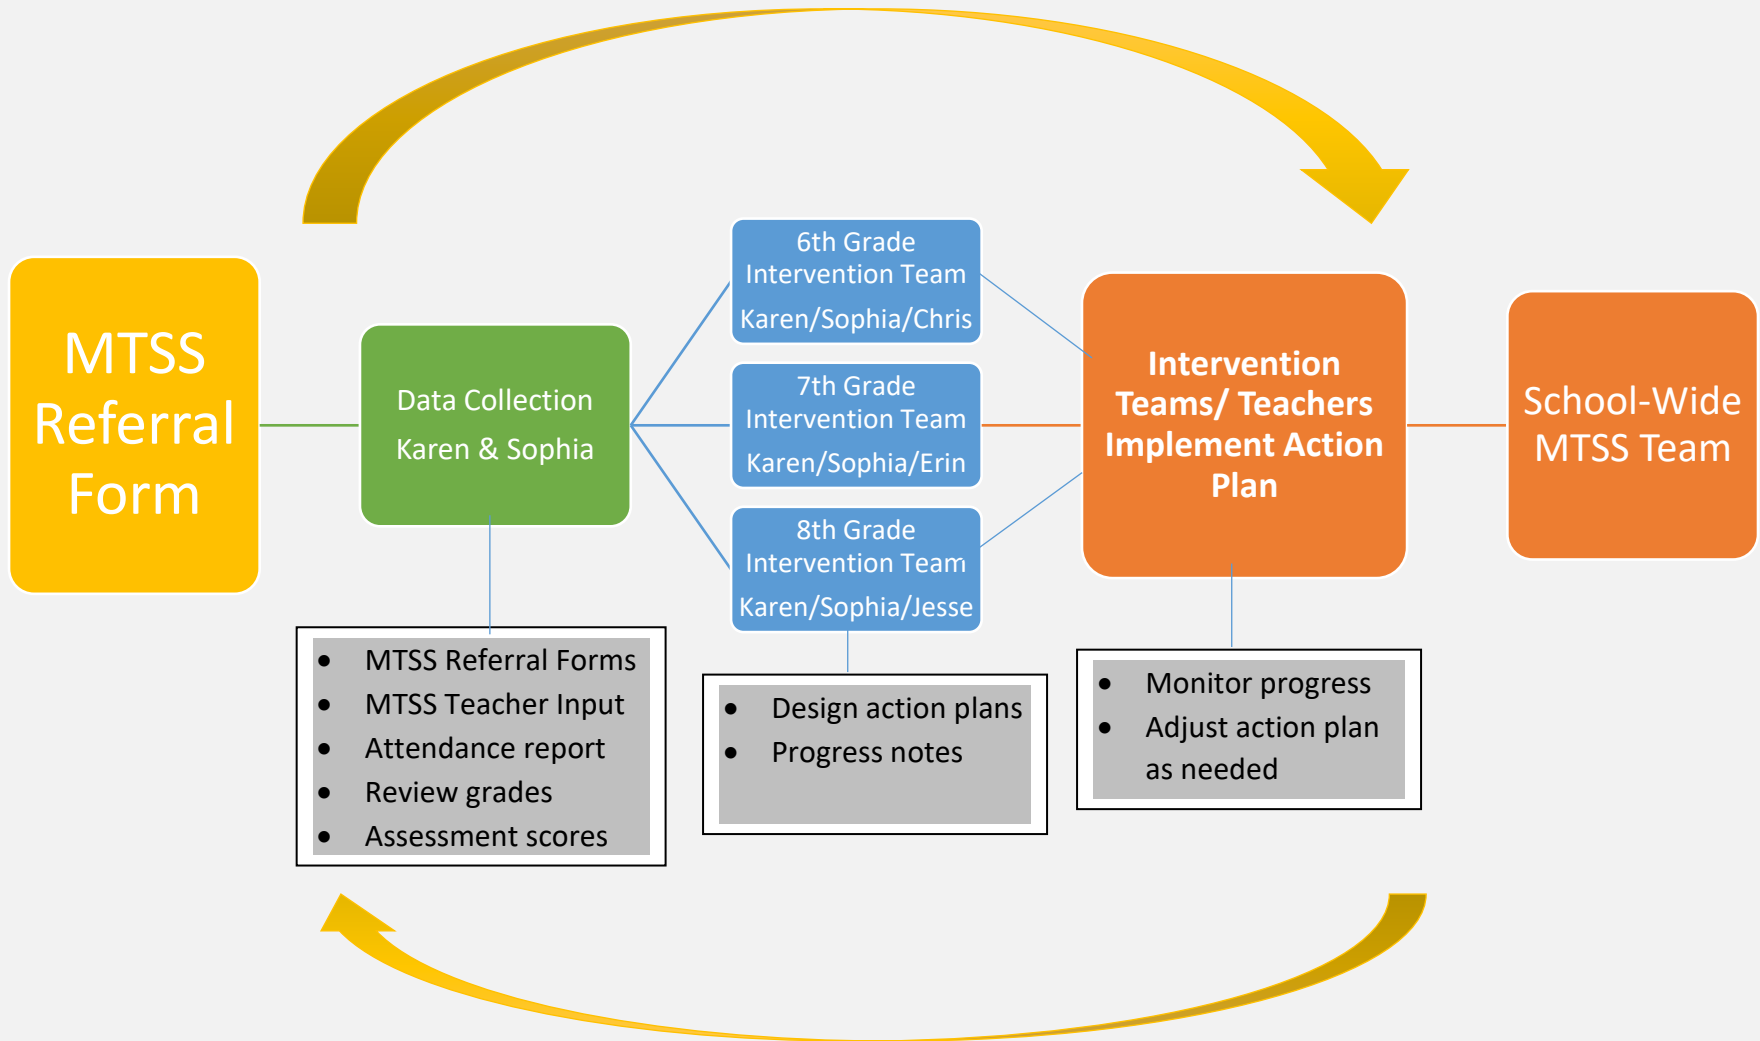 MTSS
Referral
Form
Data Collection
Karen & Sophia
6th Grade
Intervention Team
Karen/Sophia/Chris
7th Grade
Intervention Team
Karen/Sophia/Erin
8th Grade
Intervention Team
Karen/Sophia/Jesse
Intervention
Teams/ Teachers
Implement Action
Plan
School-Wide
MTSS Team
• MTSS Referral Forms
• MTSS Teacher Input
• Attendance report
• Review grades
• Assessment scores
• Design action plans
• Progress notes
• Monitor progress
• Adjust action plan
as needed